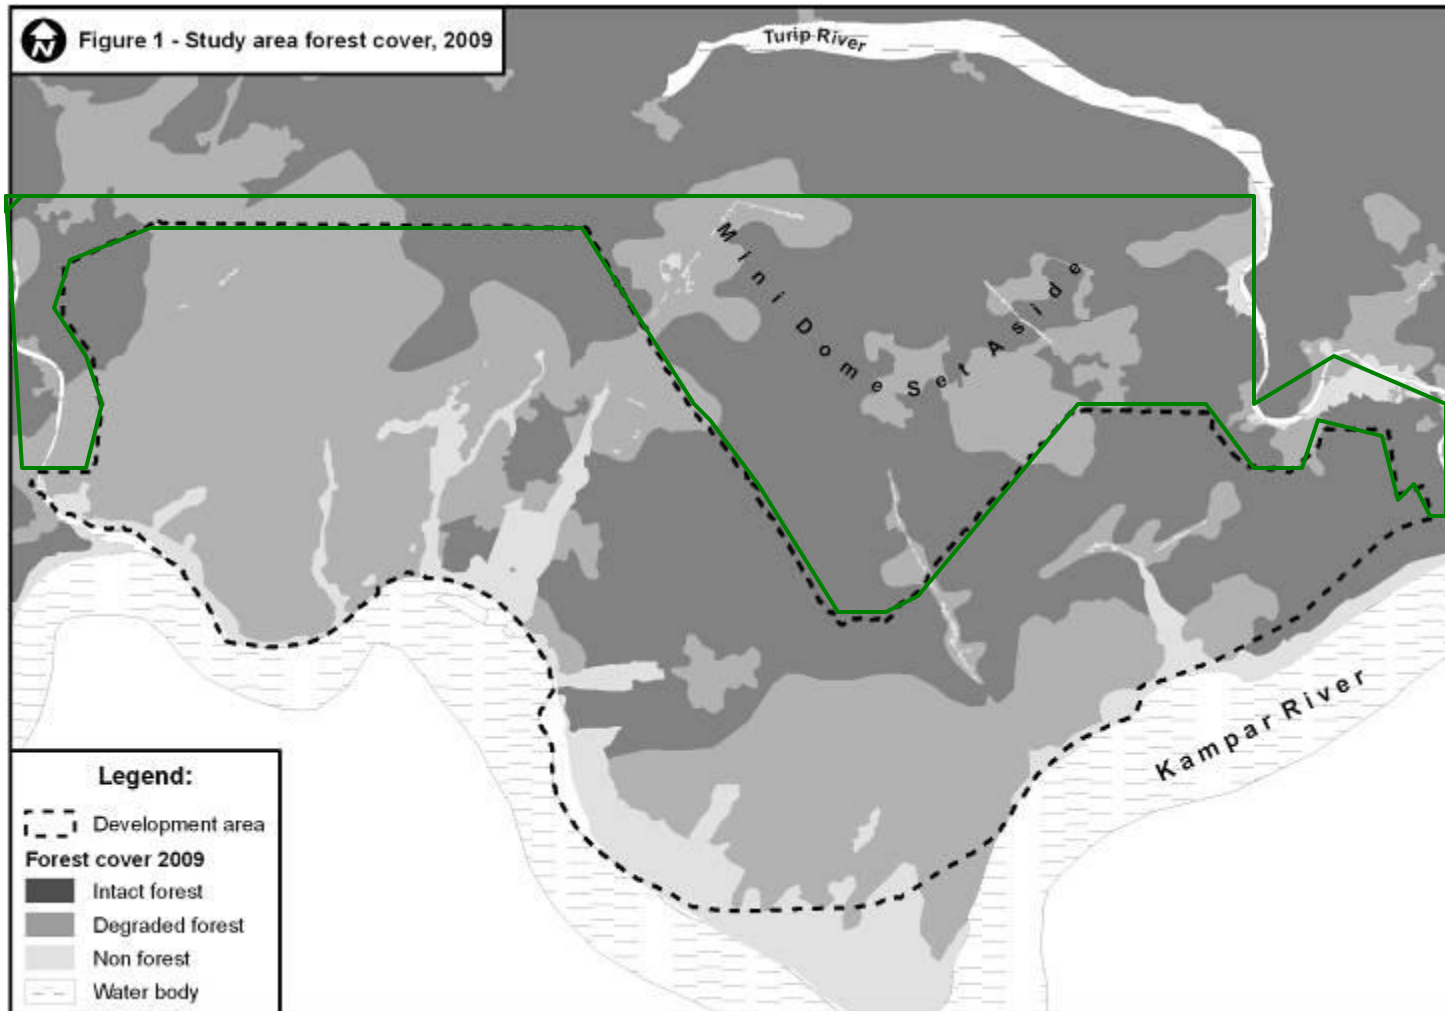 N
Figure 1 - Study area forest cover, 2009
Turip River
Mini Dome Set Aside
Kampar River
Legend:
Development area
Forest cover 2009
Intact forest
Degraded forest
Non forest
Water body